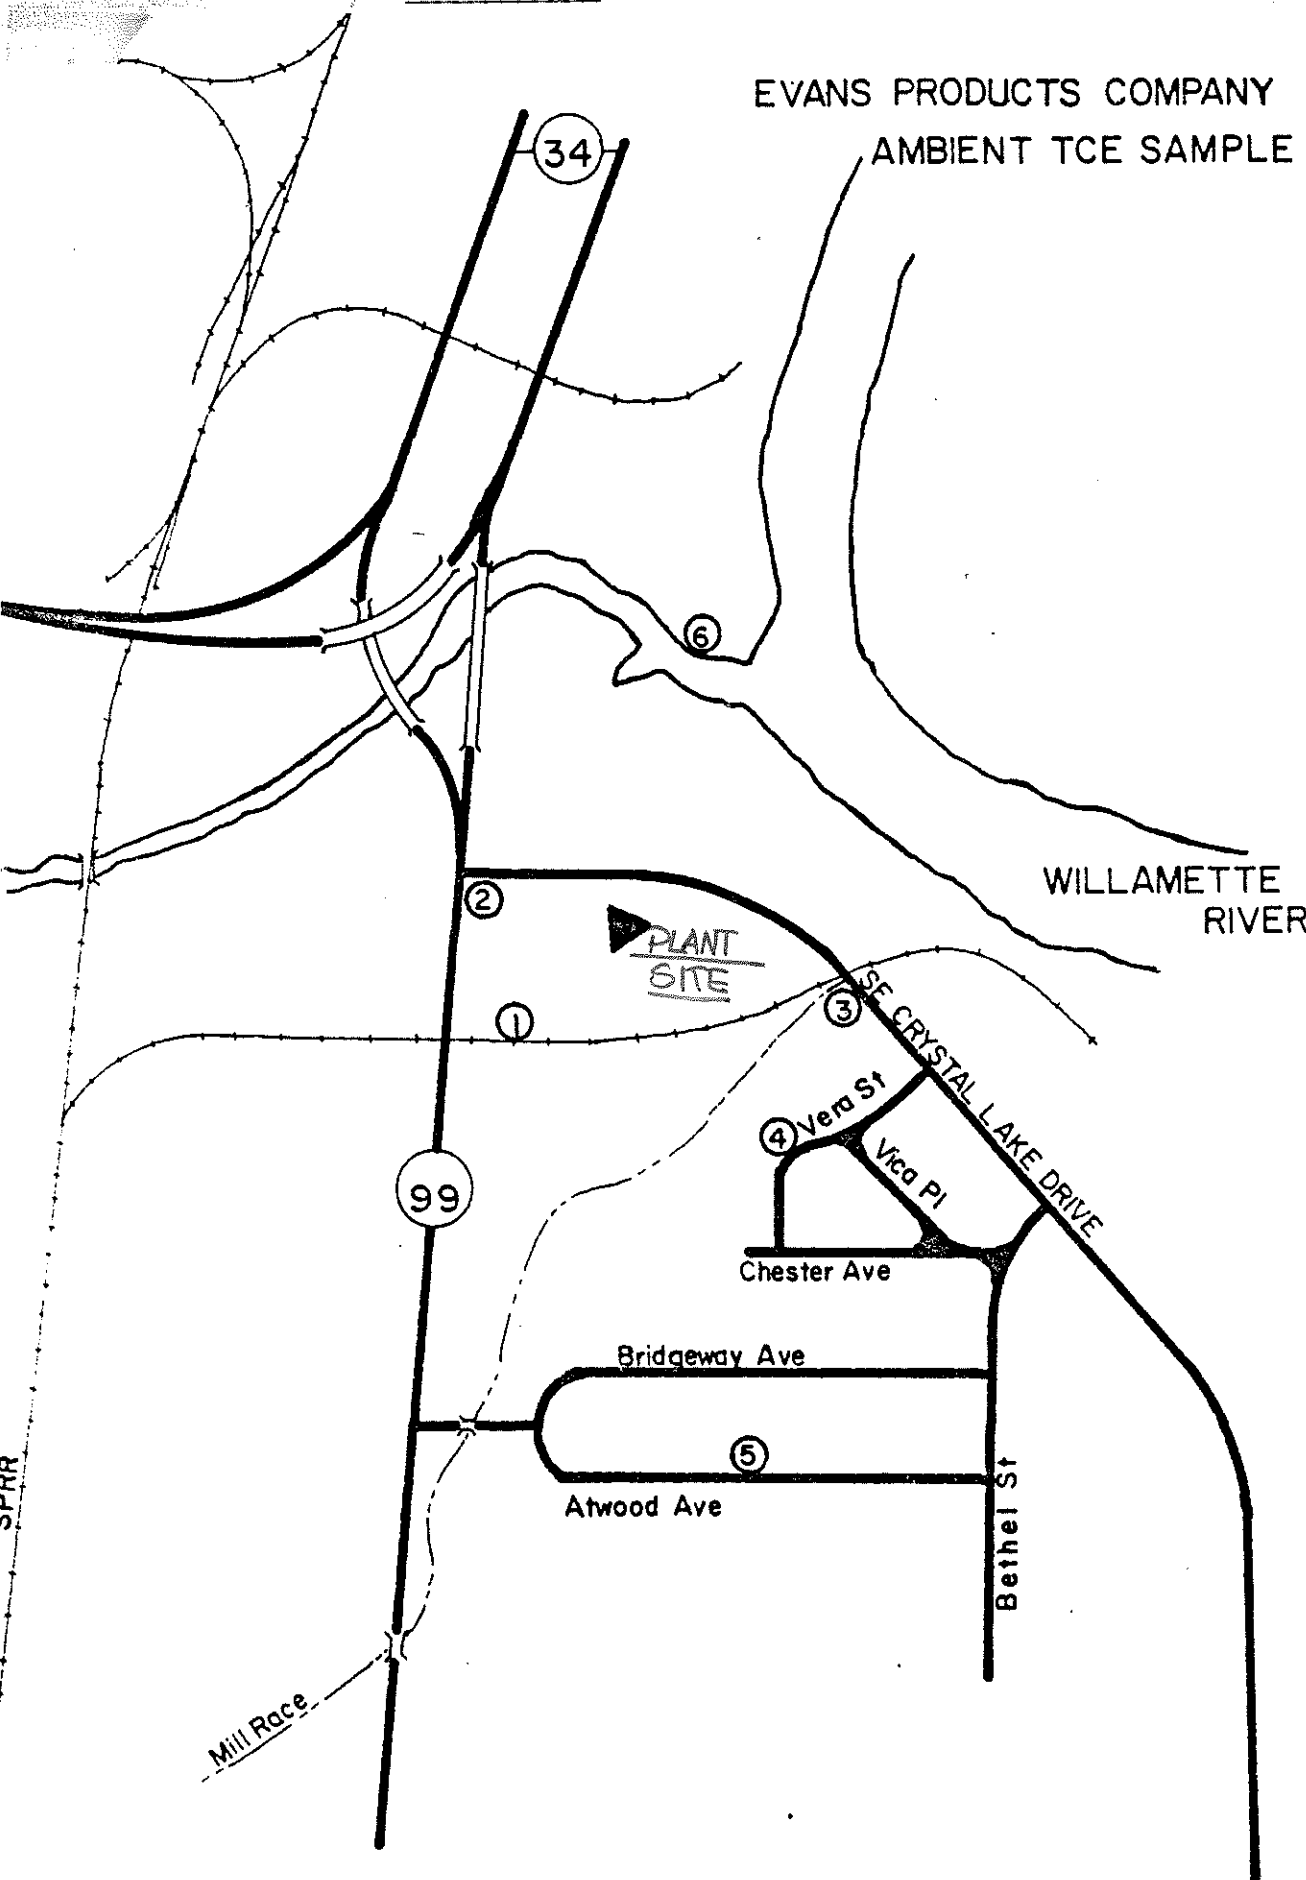 EVANS PRODUCTS COMPANY
AMBIENT TCE SAMPLE
34
6
WILLAMETTE
RIVER
2
PLANT
SITE
3
1
SE CRYSTAL LAKE DRIVE
Vera St
4
Vica Pl
99
Chester Ave
Bridgeway Ave
5
SPRR
Atwood Ave
Bethel St
Mill Race